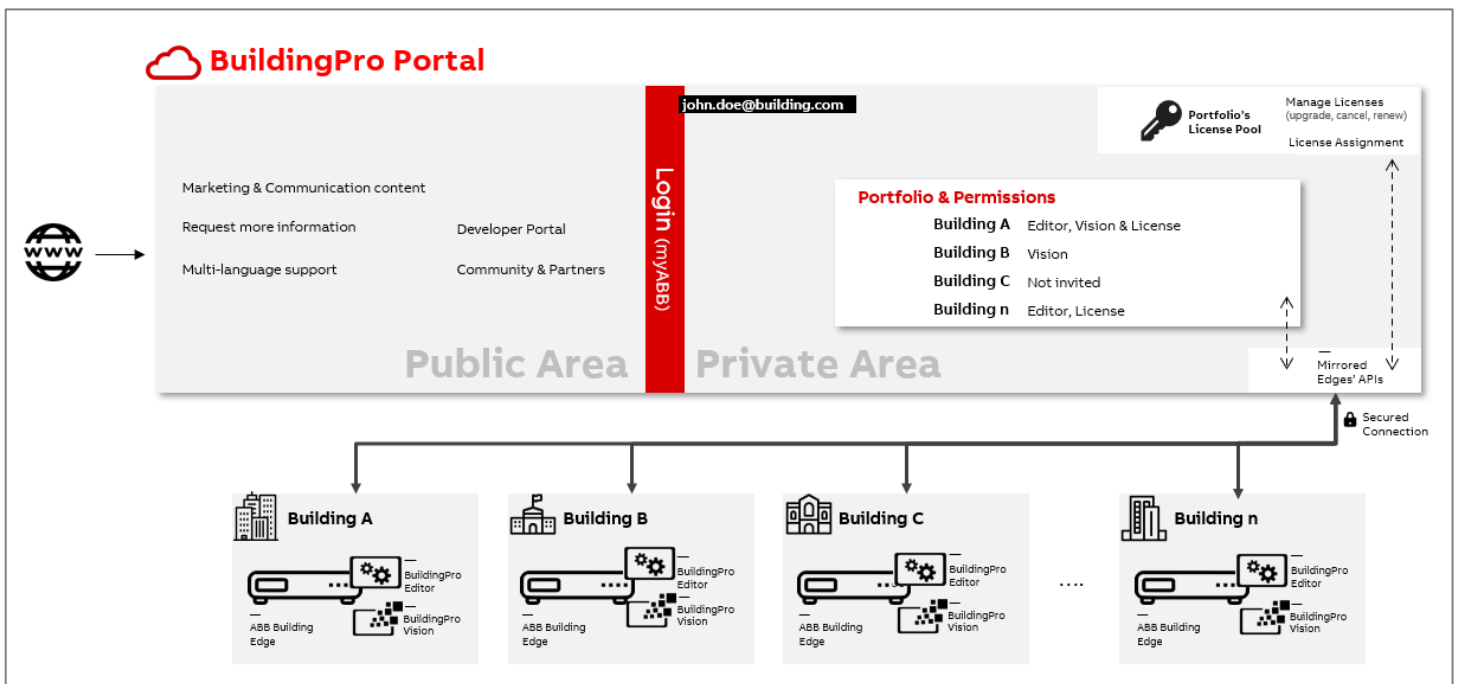 BuildingPro Portal
john.doe@building.com
Portfolio's
License Pool
Manage Licenses
(upgrade, cancel, renew)
License Assignment
Marketing & Communication content
Request more information
Multi-language support
Developer Portal
Community & Partners
www
Login (myABB)
Portfolio & Permissions
Building A Editor, Vision & License
Building B Vision
Building C Not invited
Building n Editor, License
Public Area
Private Area
Mirrored
Edges' APIs
Secured
Connection
Building A
BuildingPro
Editor
BuildingPro
Vision
ABB Building
Edge
Building B
BuildingPro
Editor
BuildingPro
Vision
ABB Building
Edge
Building C
BuildingPro
Editor
BuildingPro
Vision
ABB Building
Edge
....
Building n
BuildingPro
Editor
BuildingPro
Vision
ABB Building
Edge